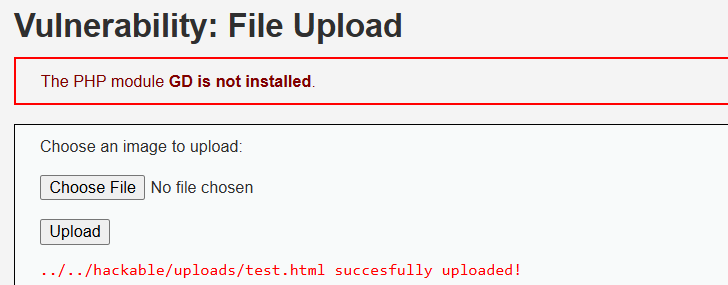 Vulnerability: File Upload
The PHP module GD is not installed.
Choose an image to upload:
Choose File No file chosen
Upload
../../hackable/uploads/test.html succesfully uploaded!